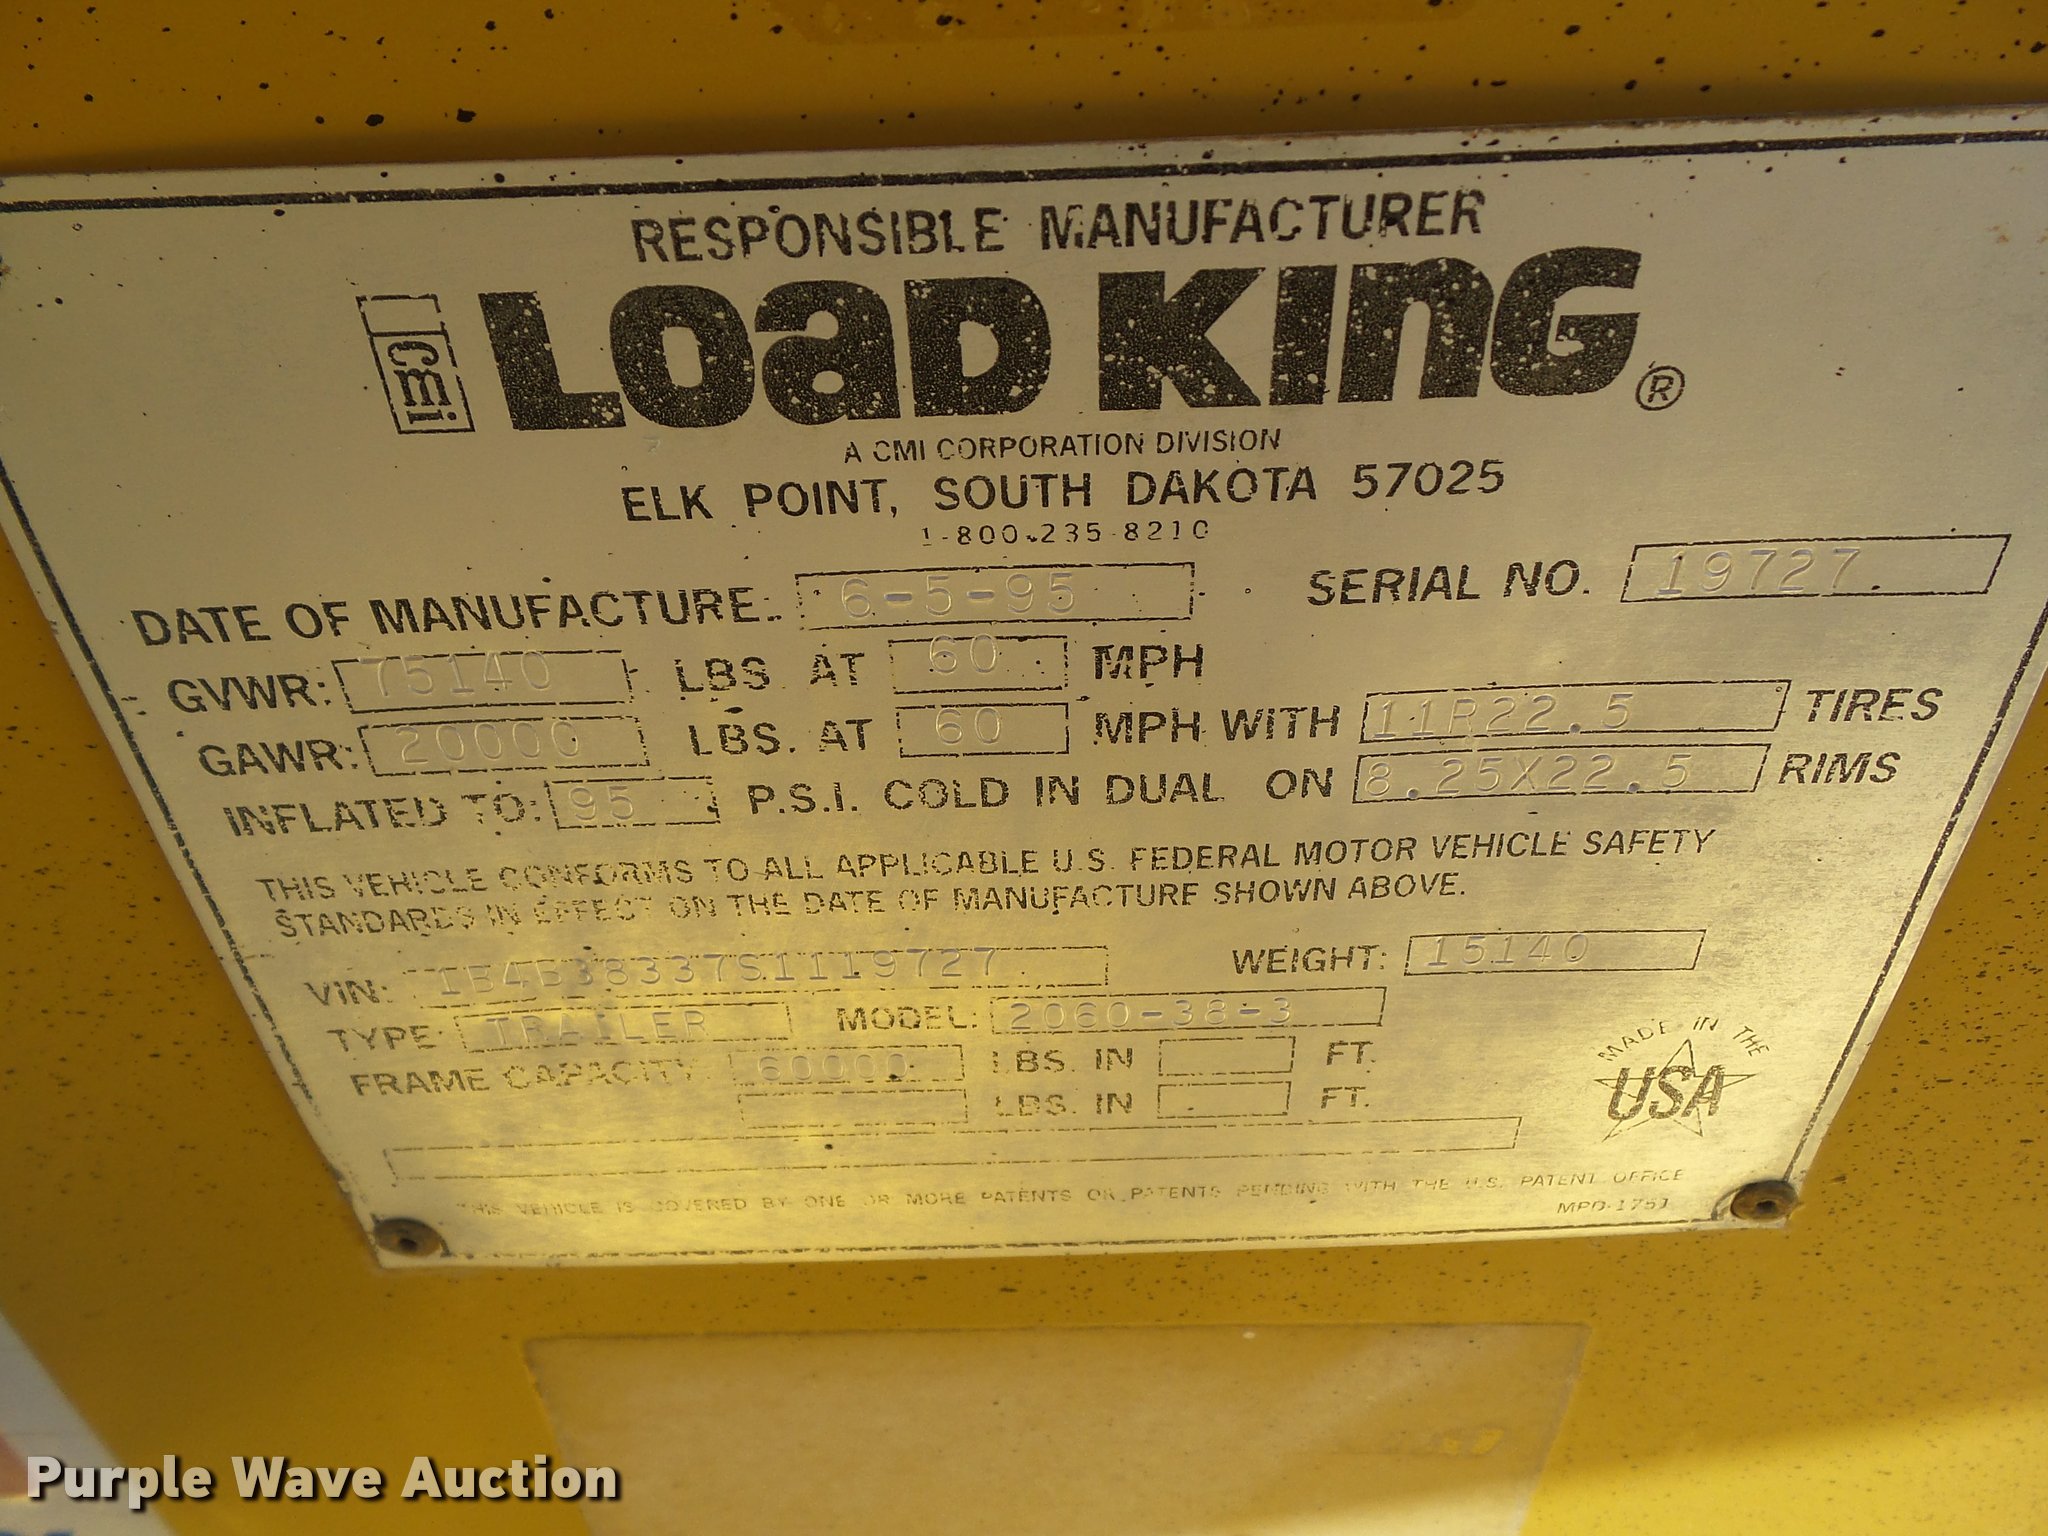 RESPONSIBLE MANUFACTURER
cmi LOAD KING ®
A CMI CORPORATION DIVISION
ELK POINT, SOUTH DAKOTA 57025
1-800-235-8210
DATE OF MANUFACTURE: 6-5-95 SERIAL NO. 19727
GVWR: 75140 LBS AT 60 MPH
GAWR: 20000 LBS. AT 60 MPH WITH 11R22.5 TIRES
INFLATED TO: 95 P.S.I. COLD IN DUAL ON 8.25X22.5 RIMS
THIS VEHICLE CONFORMS TO ALL APPLICABLE U.S. FEDERAL MOTOR VEHICLE SAFETY
STANDARDS IN EFFECT ON THE DATE OF MANUFACTURE SHOWN ABOVE.
VIN: 1B4B38337S1119727 WEIGHT: 15140
TYPE: TRAILER MODEL: 2060-38-3
FRAME CAPACITY: 60000 LBS. IN FT.
LBS. IN FT.
MADE IN THE
USA
THIS VEHICLE IS COVERED BY ONE OR MORE PATENTS OR PATENTS PENDING WITH THE U.S. PATENT OFFICE
MPD-1751
Purple Wave Auction